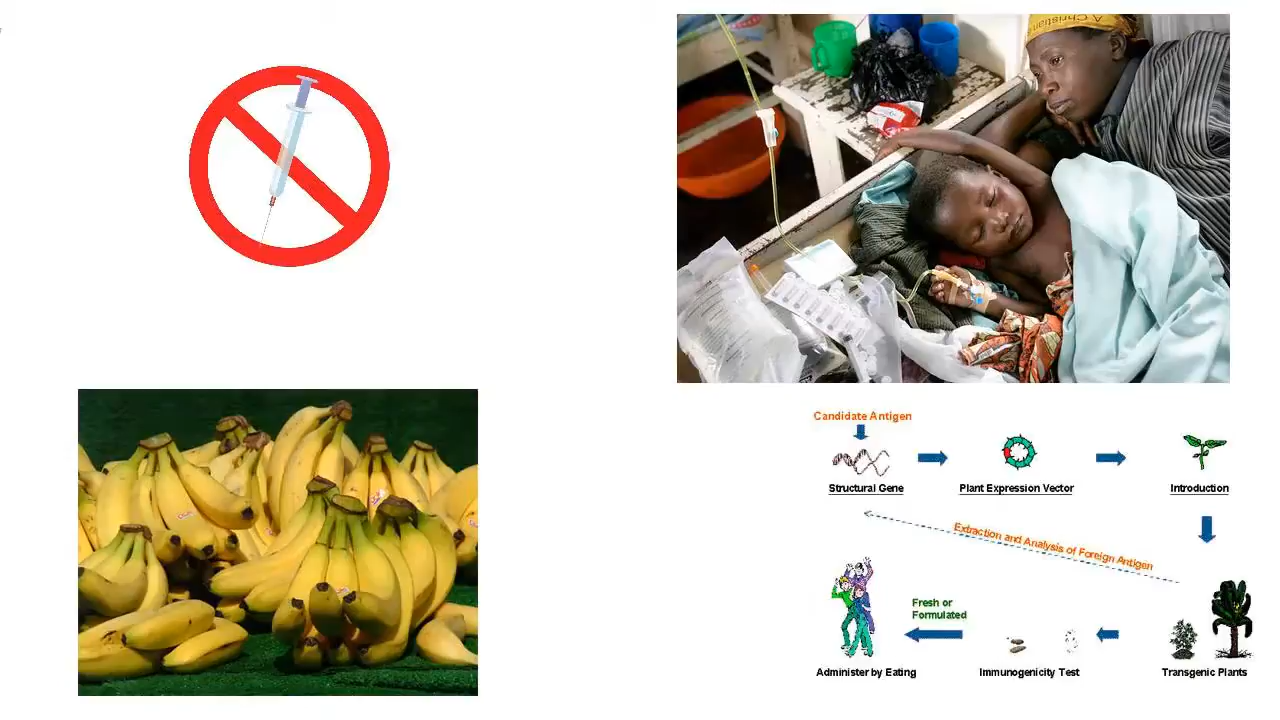 A Christian
Candidate Antigen
Structural Gene
Plant Expression Vector
Introduction
Extraction and Analysis of Foreign Antigen
Fresh or
Formulated
Administer by Eating
Immunogenicity Test
Transgenic Plants